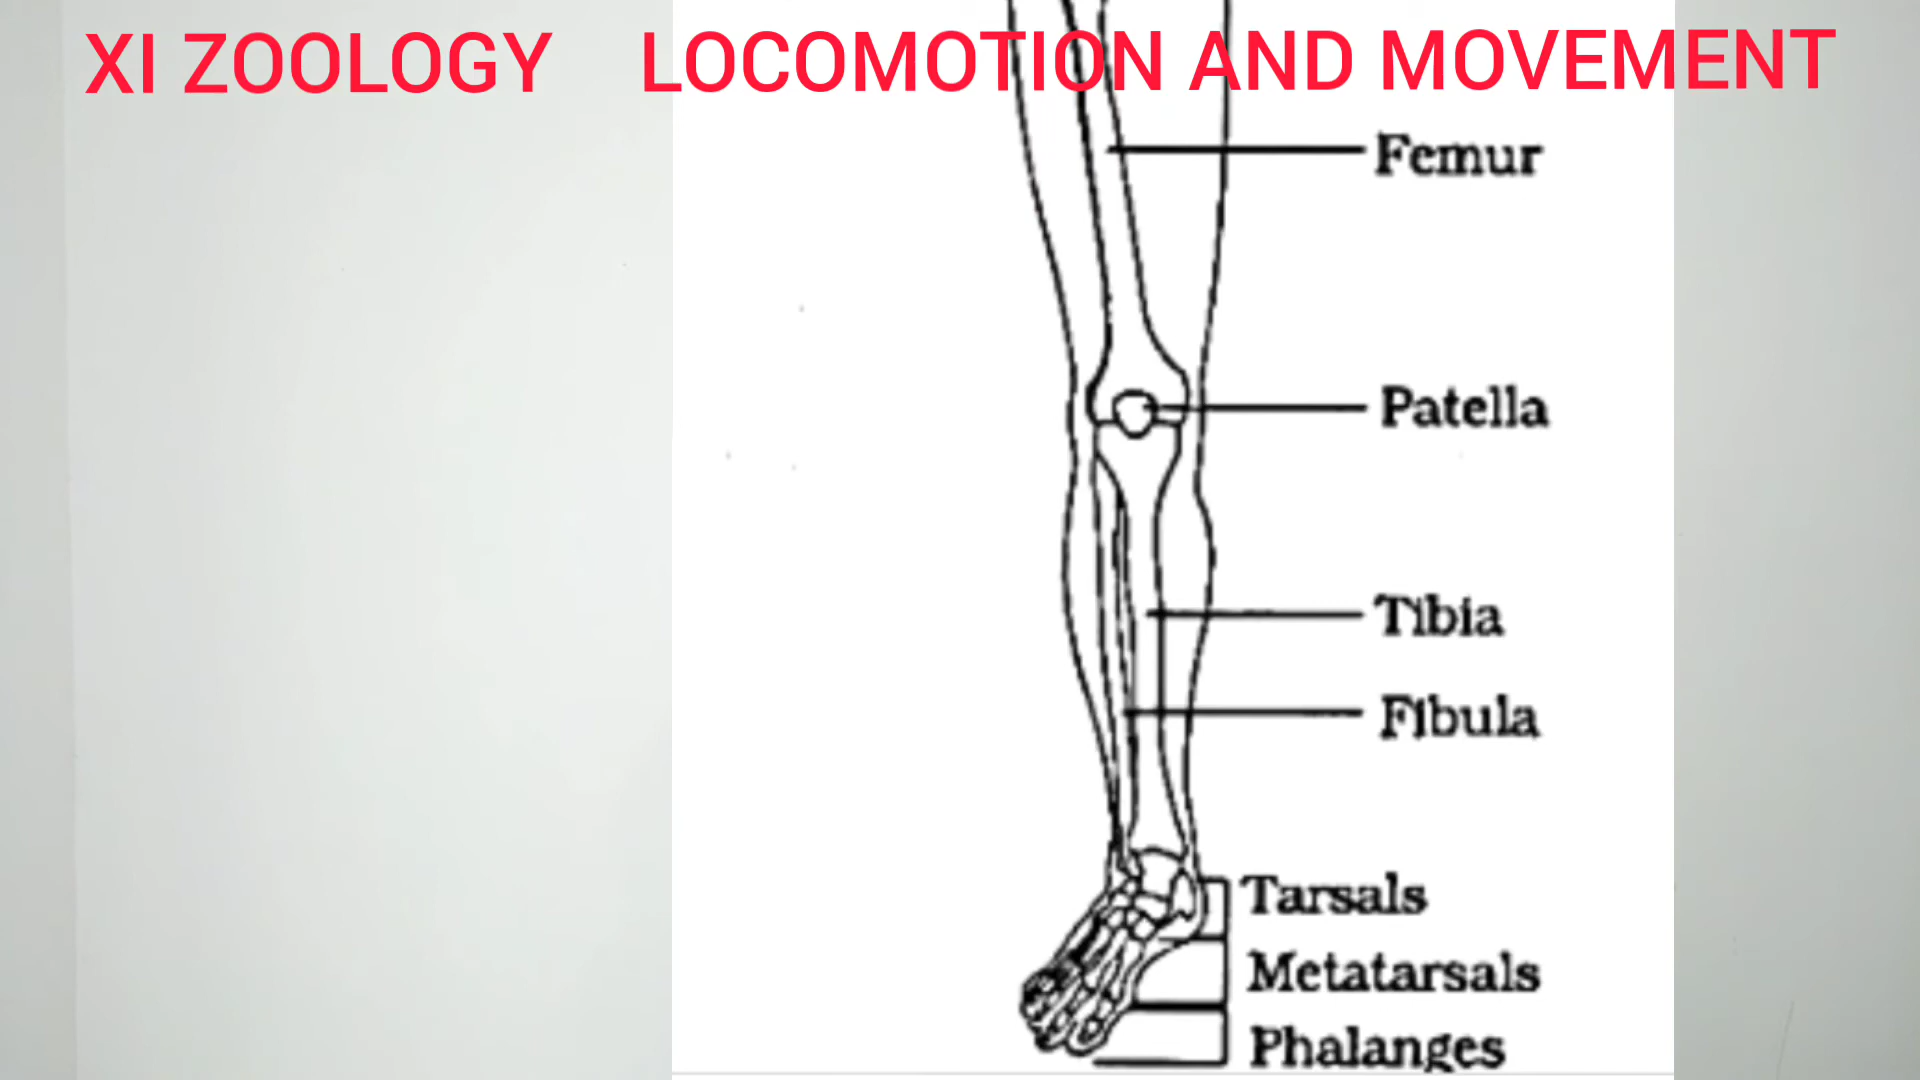 XI ZOOLOGY LOCOMOTION AND MOVEMENT
Femur
Patella
Tibia
Fibula
Tarsals
Metatarsals
Phalanges